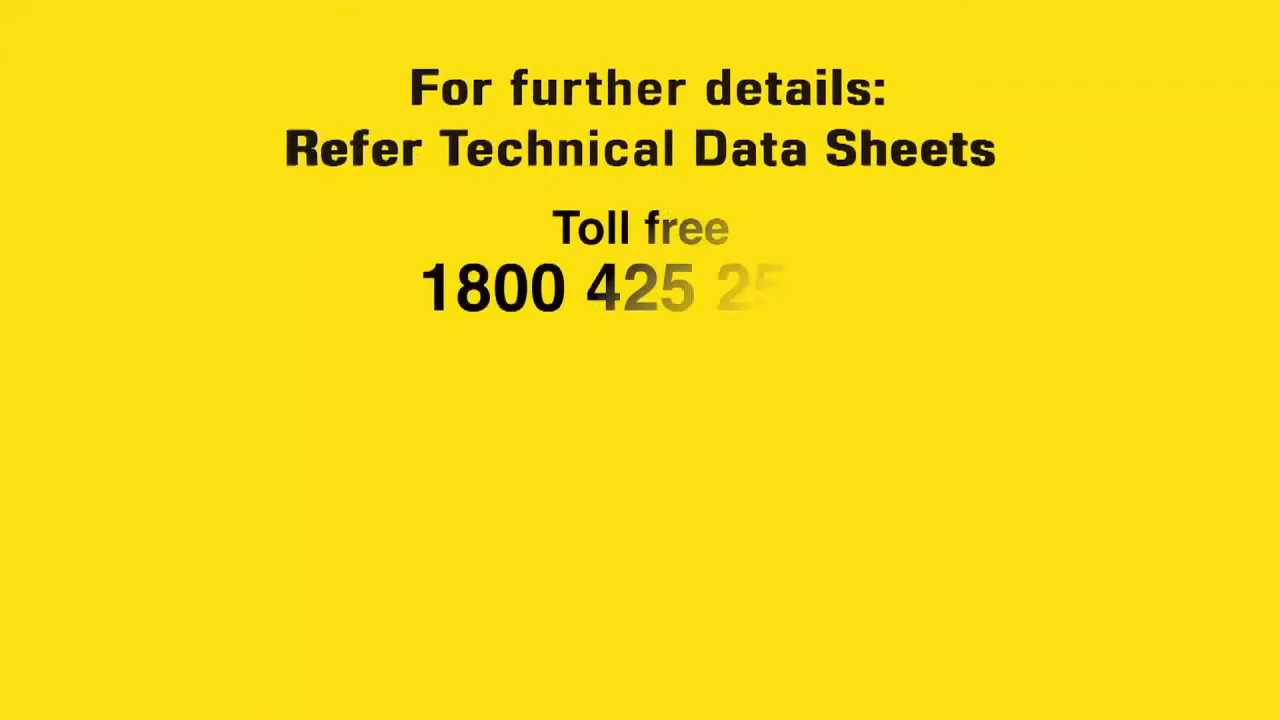 For further details:
Refer Technical Data Sheets
Toll free
1800 425